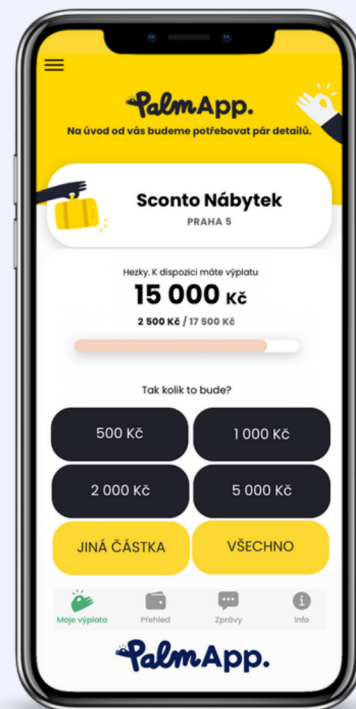 PalmApp.
Na úvod od vás budeme potřebovat pár detailů.
Sconto Nábytek
PRAHA 5
Hezky. K dispozici máte výplatu
15 000 Kč
2 500 Kč / 17 500 Kč
Tak kolik to bude?
500 Kč
1 000 Kč
2 000 Kč
5 000 Kč
JINÁ ČÁSTKA
VŠECHNO
Moje výplata
Přehled
Zprávy
Info
PalmApp.